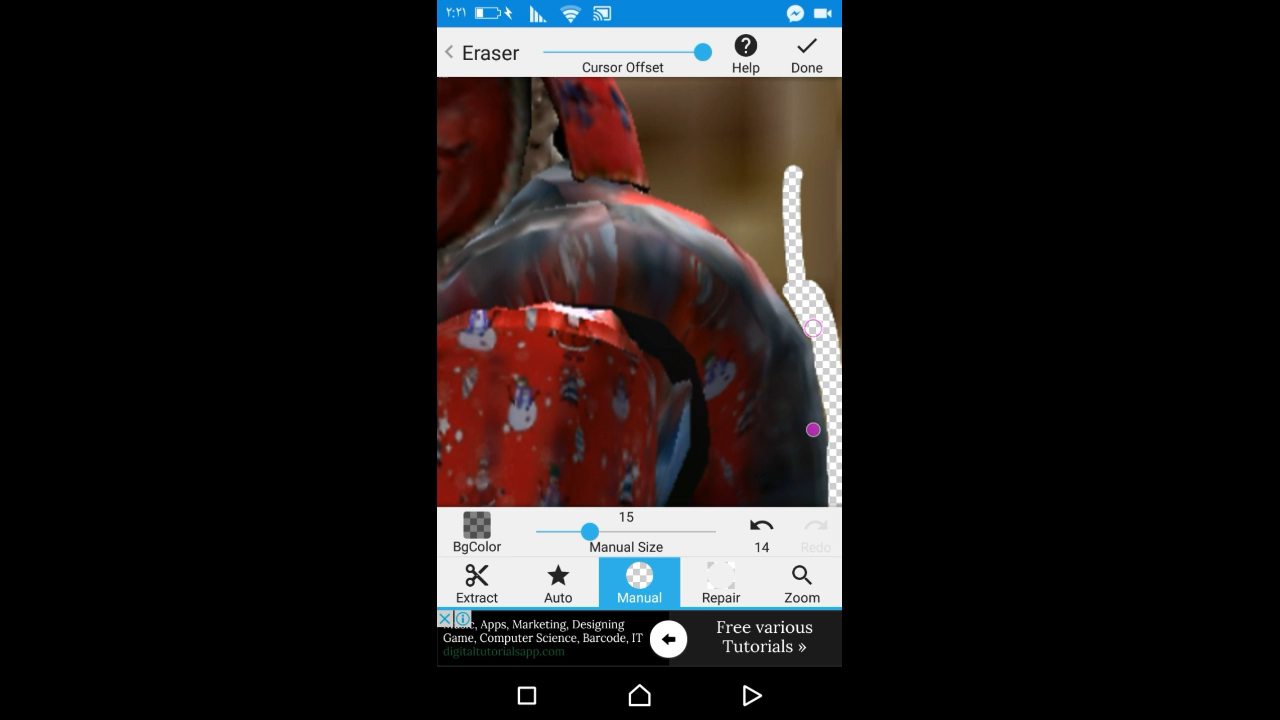 ٢:٢١
Eraser
Cursor Offset
Help
Done
BgColor
15
Manual Size
14
Redo
Extract
Auto
Manual
Repair
Zoom
Apps, Marketing, Designing
Game, Computer Science, Barcode, IT
digitaltutorialsapp.com
Free various
Tutorials »